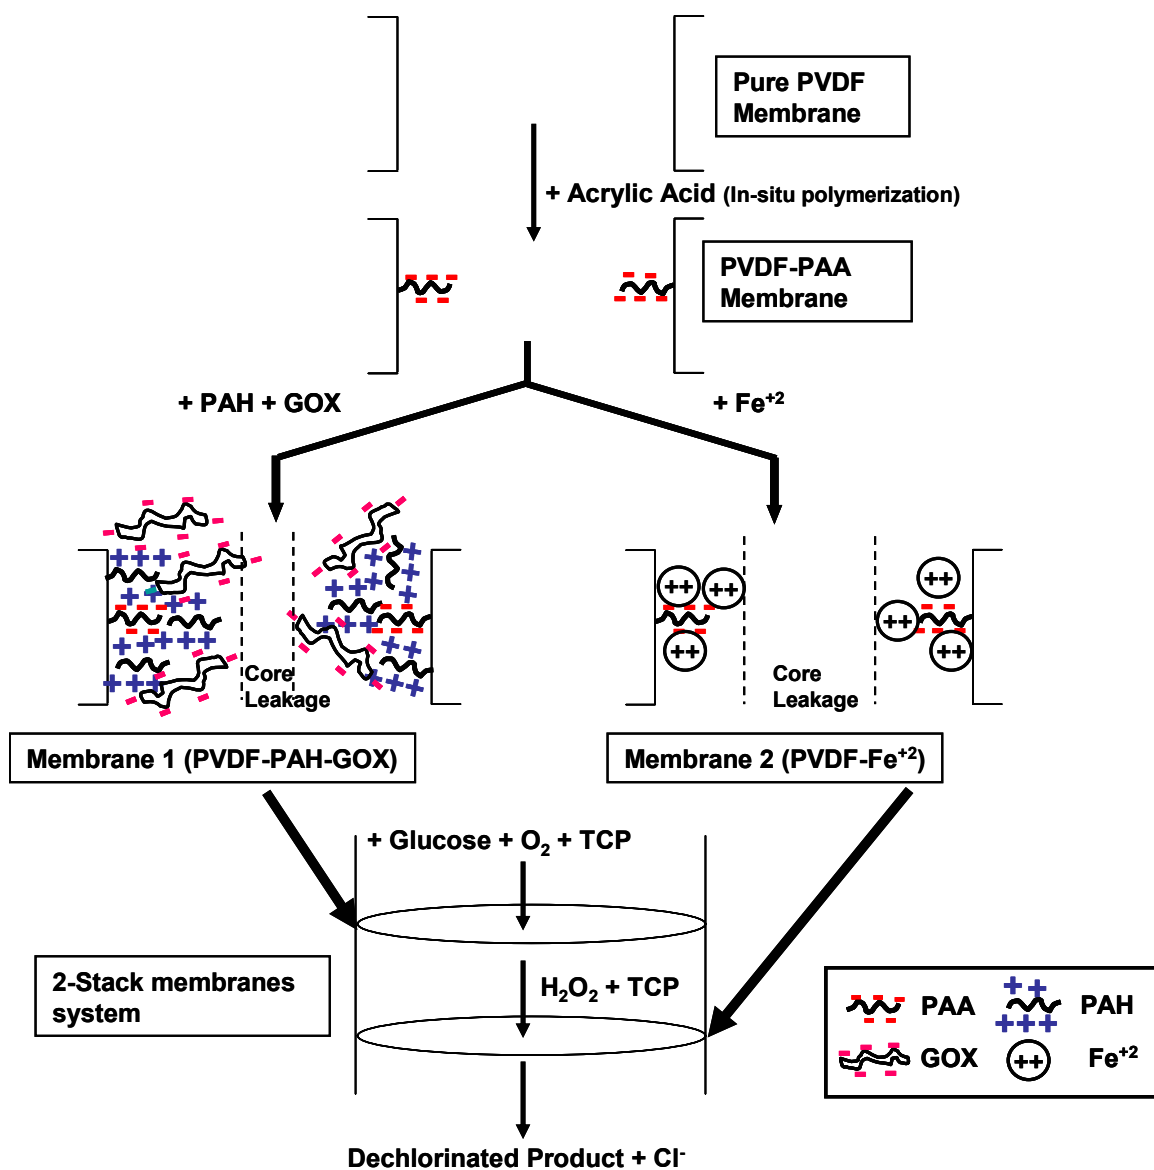 Pure PVDF
Membrane
+ Acrylic Acid (In-situ polymerization)
PVDF-PAA
Membrane
+ PAH + GOX
+ Fe⁺²
Core
Leakage
Core
Leakage
++
++
++
++
++
++
Membrane 1 (PVDF-PAH-GOX)
Membrane 2 (PVDF-Fe⁺²)
+ Glucose + O₂ + TCP
2-Stack membranes
system
H₂O₂ + TCP
PAA
PAH
GOX
++
Fe⁺²
Dechlorinated Product + Cl⁻